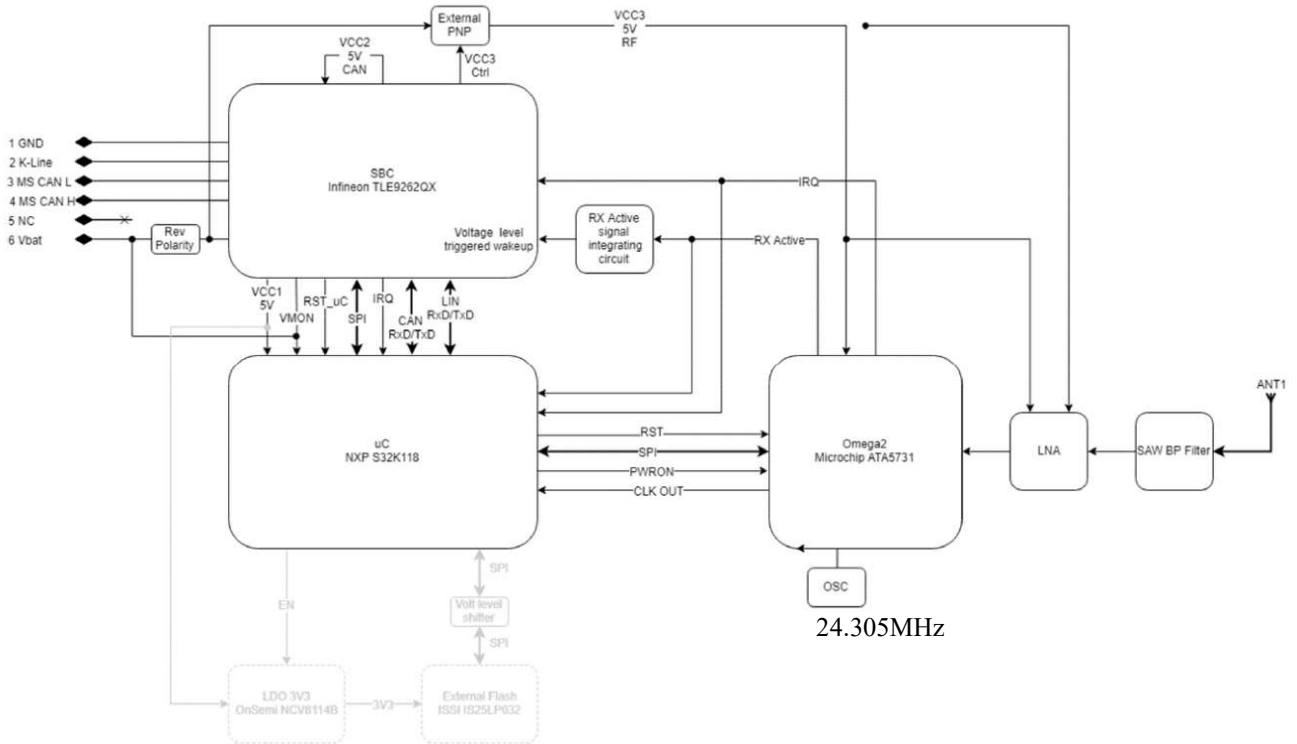 External
PNP
VCC3
5V
RF
VCC2
5V
CAN
VCC3
Ctrl
1 GND
2 K-Line
3 MS CAN L
4 MS CAN H
5 NC
6 Vbat
Rev
Polarity
SBC
Infineon TLE9262QX
Voltage level
triggered wakeup
IRQ
RX Active
signal
integrating
circuit
RX Active
VCC1
5V
VMON
RST_uC
SPI
IRQ
CAN
RxD/TxD
LIN
RxD/TxD
uC
NXP S32K118
RST
SPI
PWRON
CLK OUT
Omega2
Microchip ATA5731
LNA
SAW BP Filter
ANT1
OSC
24.305MHz
EN
SPI
Volt level
shifter
SPI
LDO 3V3
OnSemi NCV8114B
3V3
External Flash
ISSI IS25LP032